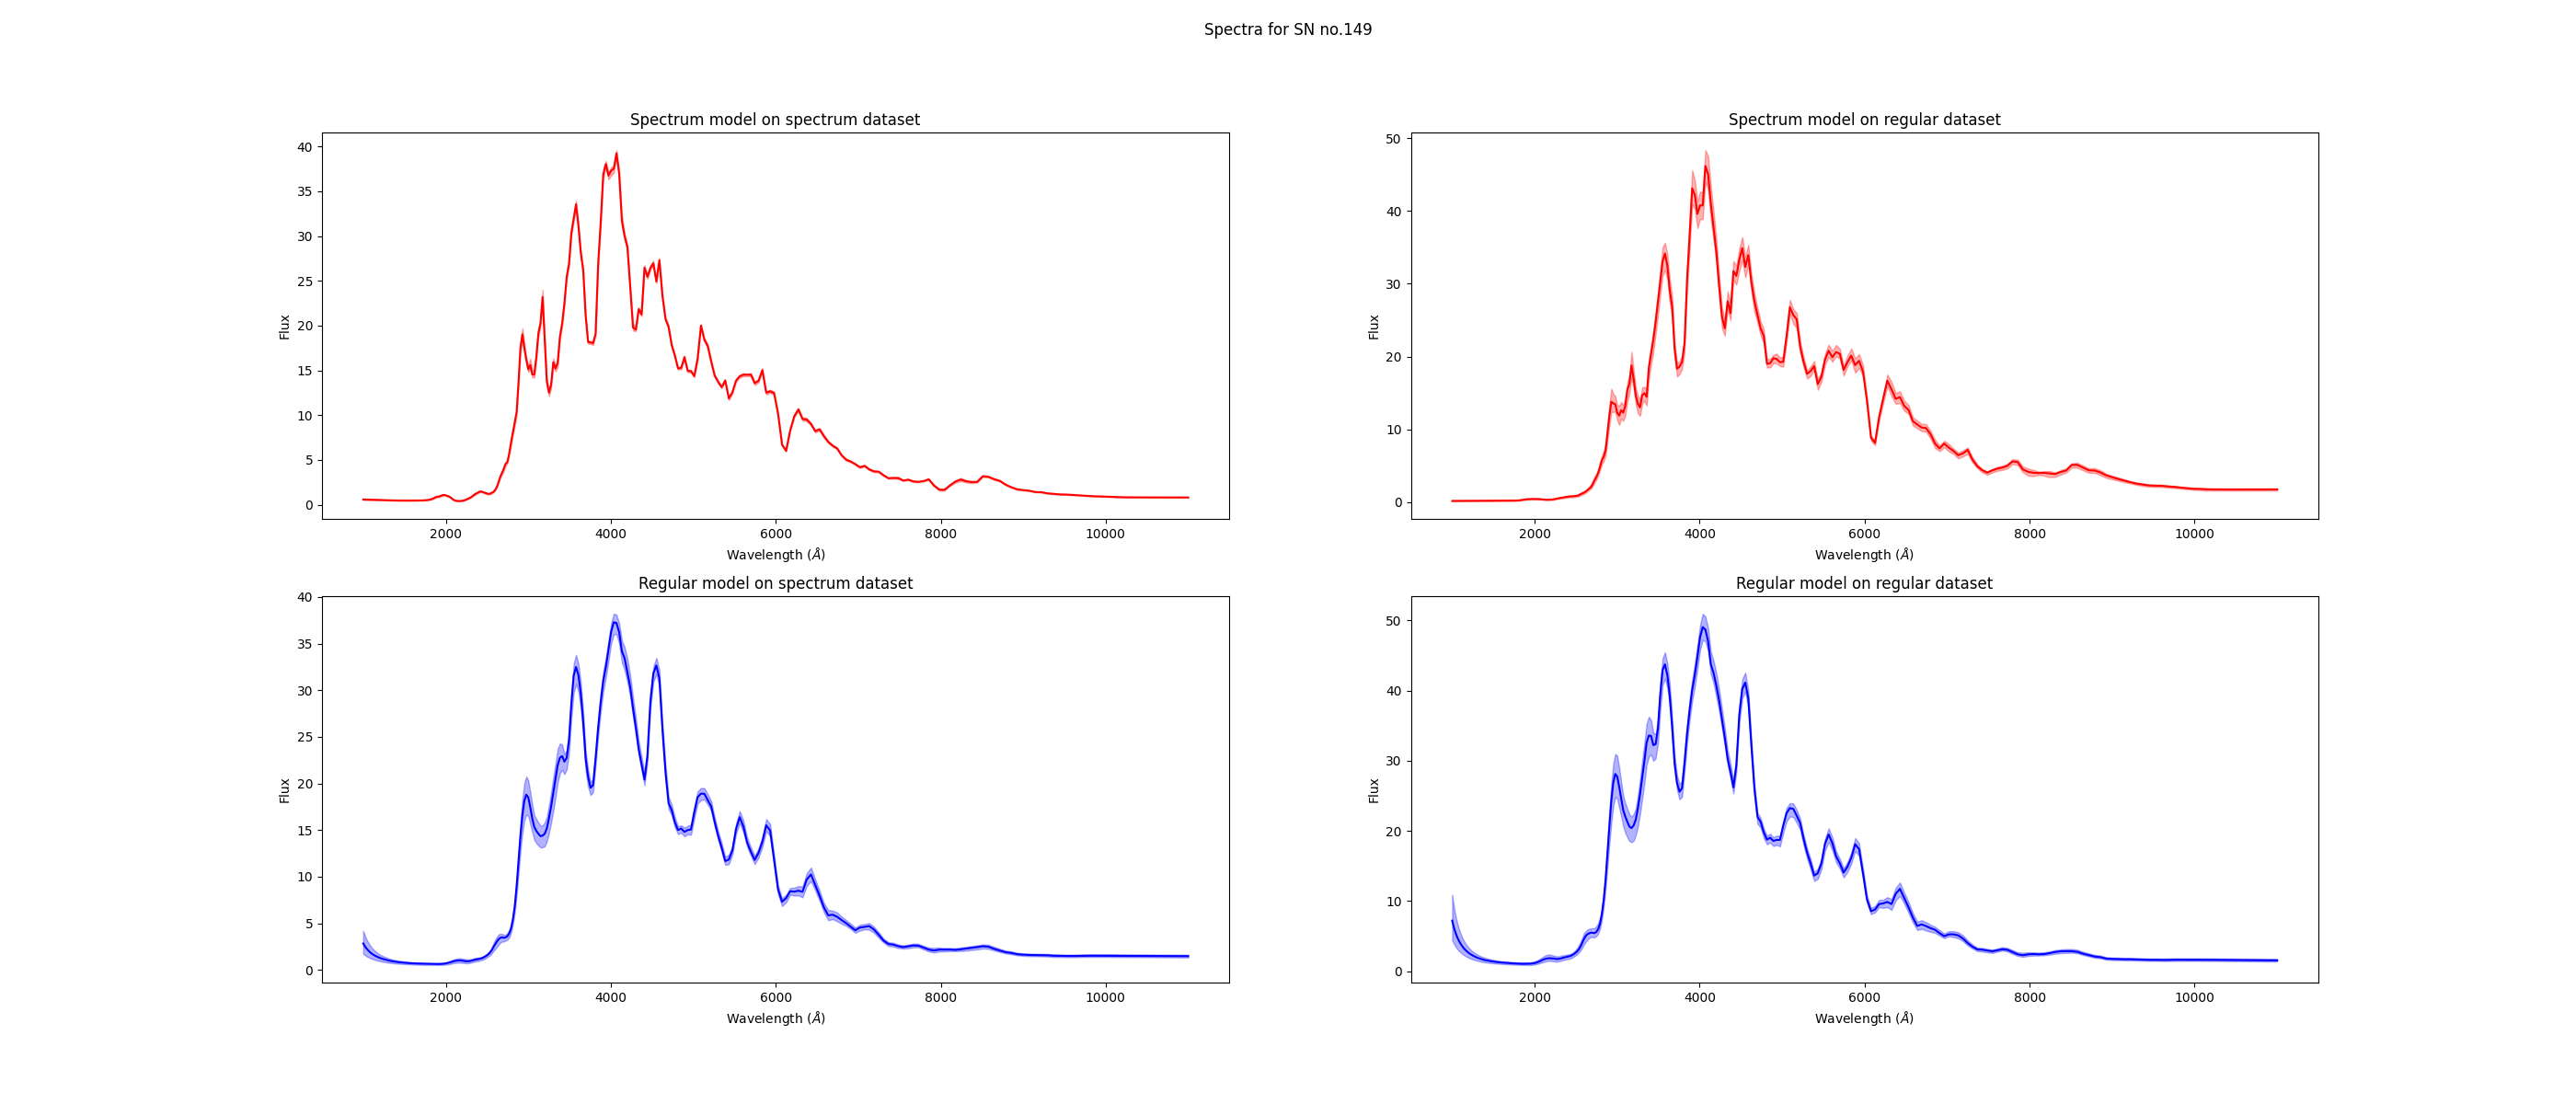 Spectra for SN no.149
Spectrum model on spectrum dataset
40
35
30
25
20
15
10
5
0
Flux
2000 4000 6000 8000 10000
Wavelength (Å)
Spectrum model on regular dataset
50
40
30
20
10
0
Flux
2000 4000 6000 8000 10000
Wavelength (Å)
Regular model on spectrum dataset
40
35
30
25
20
15
10
5
0
Flux
2000 4000 6000 8000 10000
Wavelength (Å)
Regular model on regular dataset
50
40
30
20
10
0
Flux
2000 4000 6000 8000 10000
Wavelength (Å)